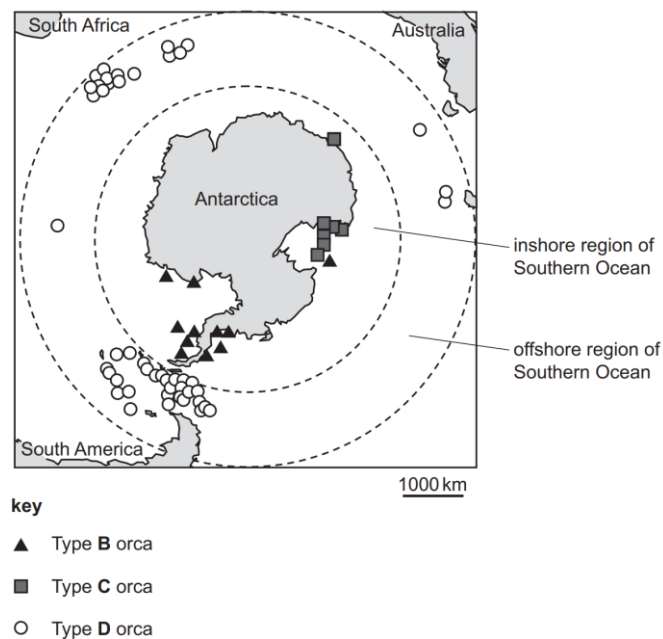 South Africa
Australia
Antarctica
inshore region of
Southern Ocean
offshore region of
Southern Ocean
South America
1000 km
key
Type B orca
Type C orca
Type D orca